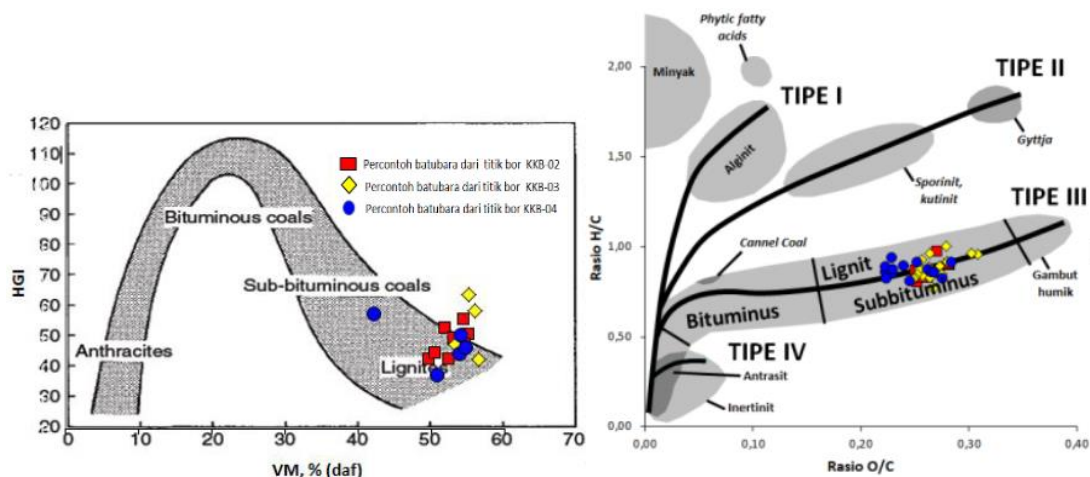 120
110
100
90
80
70
60
50
40
30
20
HGI
0
10
20
30
40
50
60
70
VM, % (daf)
Percontoh batubara dari titik bor KKB-02
Percontoh batubara dari titik bor KKB-03
Percontoh batubara dari titik bor KKB-04
Bituminous coals
Sub-bituminous coals
Anthracites
Lignites
2,00
1,50
1,00
0,50
0,00
Rasio H/C
0,00
0,10
0,20
0,30
0,40
Rasio O/C
Phytic fatty
acids
Minyak
TIPE I
TIPE II
Gyttja
Alginit
Sporinit,
kutinit
TIPE III
Cannel Coal
Lignit
Gambut
humik
Subbituminus
Bituminus
TIPE IV
Antrasit
Inertinit